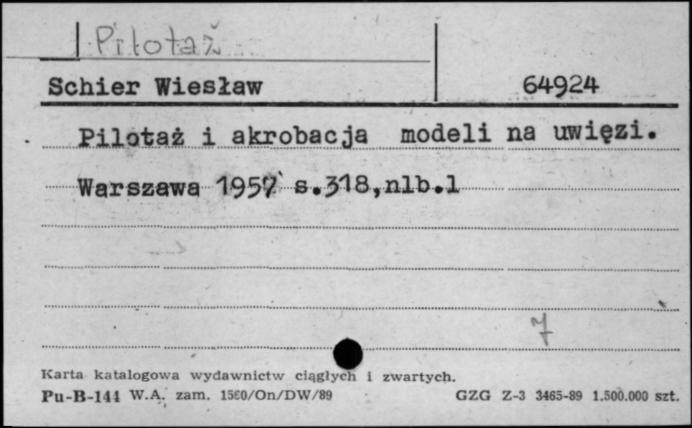 Pilotaż
Schier Wiesław 64924
Pilotaż i akrobacja modeli na uwięzi.
Warszawa 1957 s.318,nlb.1
7
Karta katalogowa wydawnictw ciągłych i zwartych.
Pu-B-144 W.A. zam. 1560/On/DW/89 GZG Z-3 3465-89 1.500.000 szt.